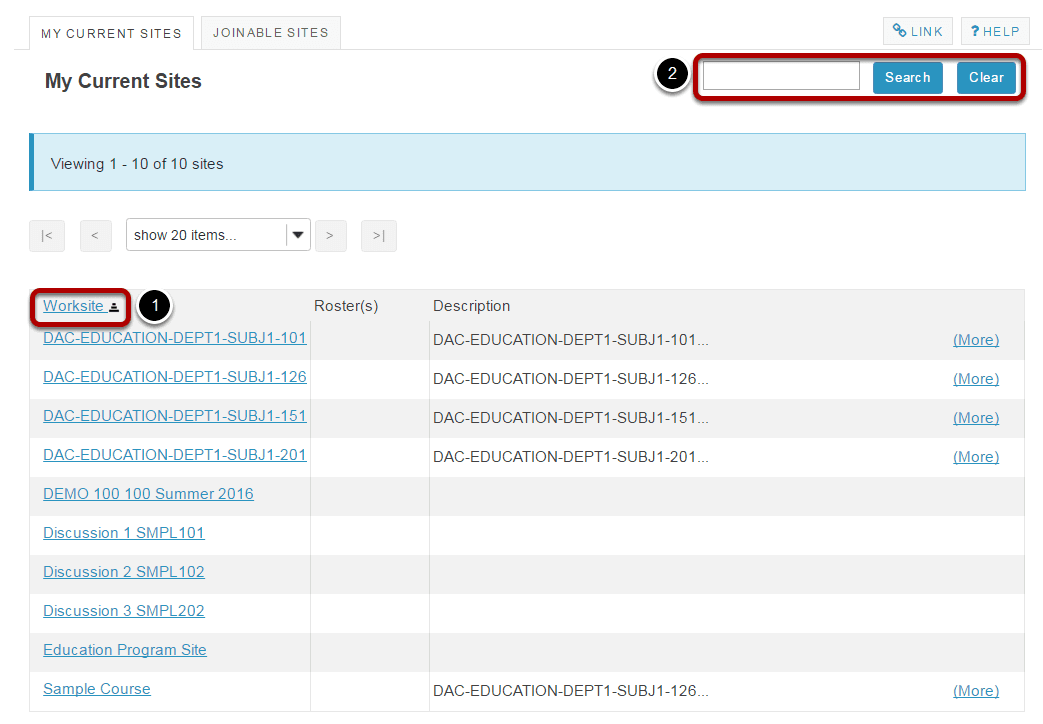 MY CURRENT SITES JOINABLE SITES LINK ? HELP
My Current Sites 2 Search Clear
Viewing 1 - 10 of 10 sites
|< < show 20 items... > >|
Worksite 1 Roster(s) Description
DAC-EDUCATION-DEPT1-SUBJ1-101 DAC-EDUCATION-DEPT1-SUBJ1-101... (More)
DAC-EDUCATION-DEPT1-SUBJ1-126 DAC-EDUCATION-DEPT1-SUBJ1-126... (More)
DAC-EDUCATION-DEPT1-SUBJ1-151 DAC-EDUCATION-DEPT1-SUBJ1-151... (More)
DAC-EDUCATION-DEPT1-SUBJ1-201 DAC-EDUCATION-DEPT1-SUBJ1-201... (More)
DEMO 100 100 Summer 2016
Discussion 1 SMPL101
Discussion 2 SMPL102
Discussion 3 SMPL202
Education Program Site
Sample Course DAC-EDUCATION-DEPT1-SUBJ1-126... (More)